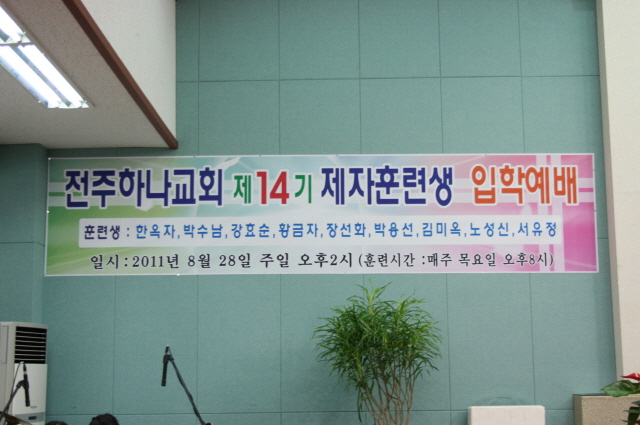 전주하나교회 제14기 제자훈련생 입학예배
훈련생 : 한옥자,박수남,강효순,황금자,장선화,박용선,김미옥,노성신,서유정
일시 : 2011년 8월 28일 주일 오후2시 (훈련시간 : 매주 목요일 오후8시)